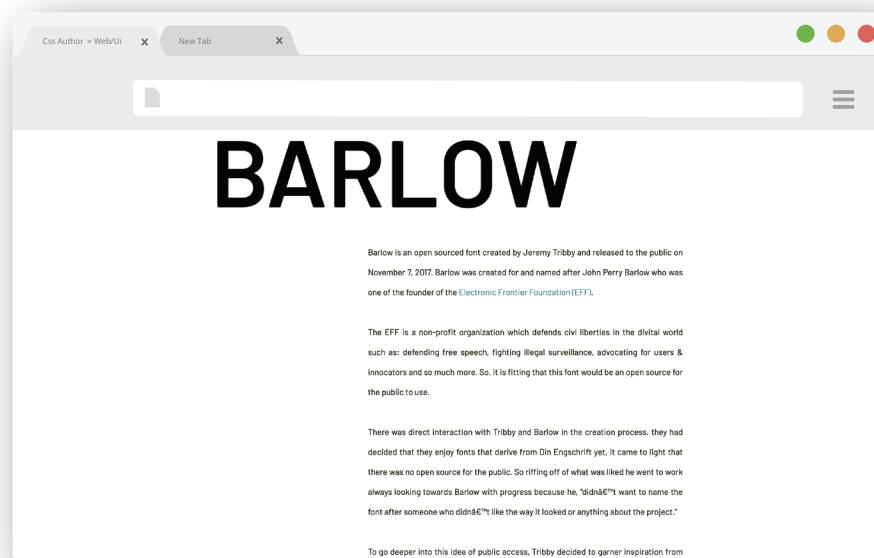 Css Author » Web/Ui x New Tab x
BARLOW
Barlow is an open sourced font created by Jeremy Tribby and released to the public on
November 7, 2017. Barlow was created for and named after John Perry Barlow who was
one of the founder of the Electronic Frontier Foundation (EFF).
The EFF is a non-profit organization which defends civi liberties in the divital world
such as: defending free speech, fighting illegal surveillance, advocating for users &
innocators and so much more. So, it is fitting that this font would be an open source for
the public to use.
There was direct interaction with Tribby and Barlow in the creation process, they had
decided that they enjoy fonts that derive from Din Engschrift yet, it came to light that
there was no open source for the public. So riffing off of what was liked he went to work
always looking towards Barlow with progress because he, "didnâ€™t want to name the
font after someone who didnâ€™t like the way it looked or anything about the project."
To go deeper into this idea of public access, Tribby decided to garner inspiration from